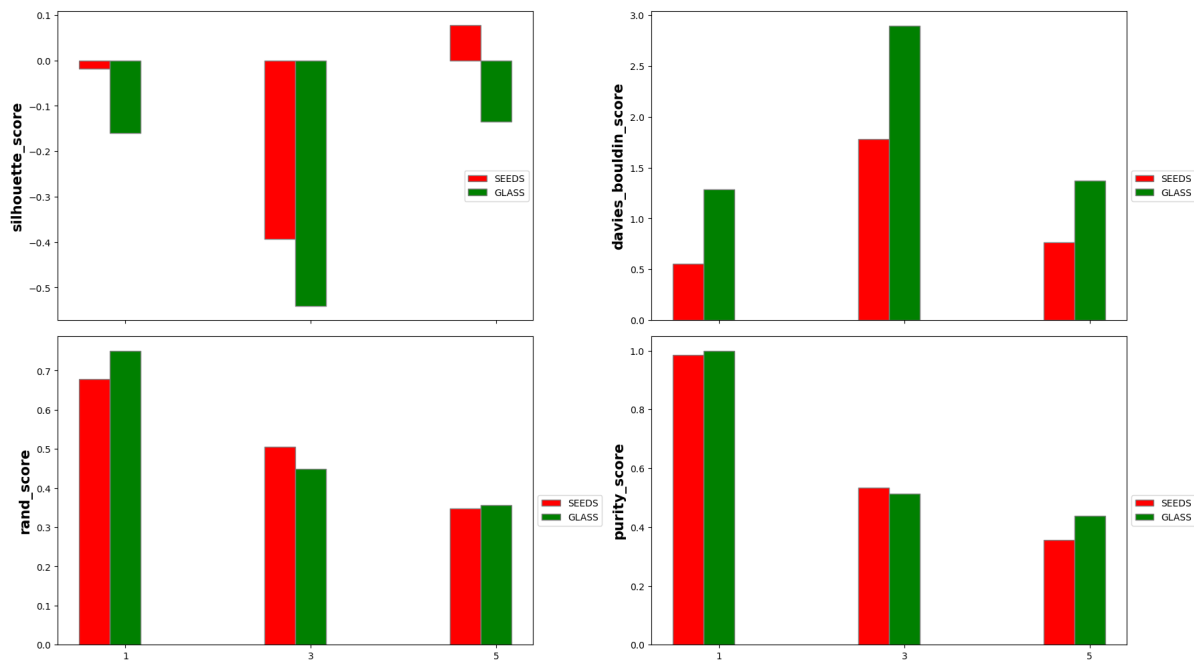 0.1
0.0
−0.1
−0.2
−0.3
−0.4
−0.5
silhouette_score
SEEDS
GLASS
3.0
2.5
2.0
1.5
1.0
0.5
0.0
davies_bouldin_score
SEEDS
GLASS
0.7
0.6
0.5
0.4
0.3
0.2
0.1
0.0
rand_score
1
3
5
SEEDS
GLASS
1.0
0.8
0.6
0.4
0.2
0.0
purity_score
1
3
5
SEEDS
GLASS